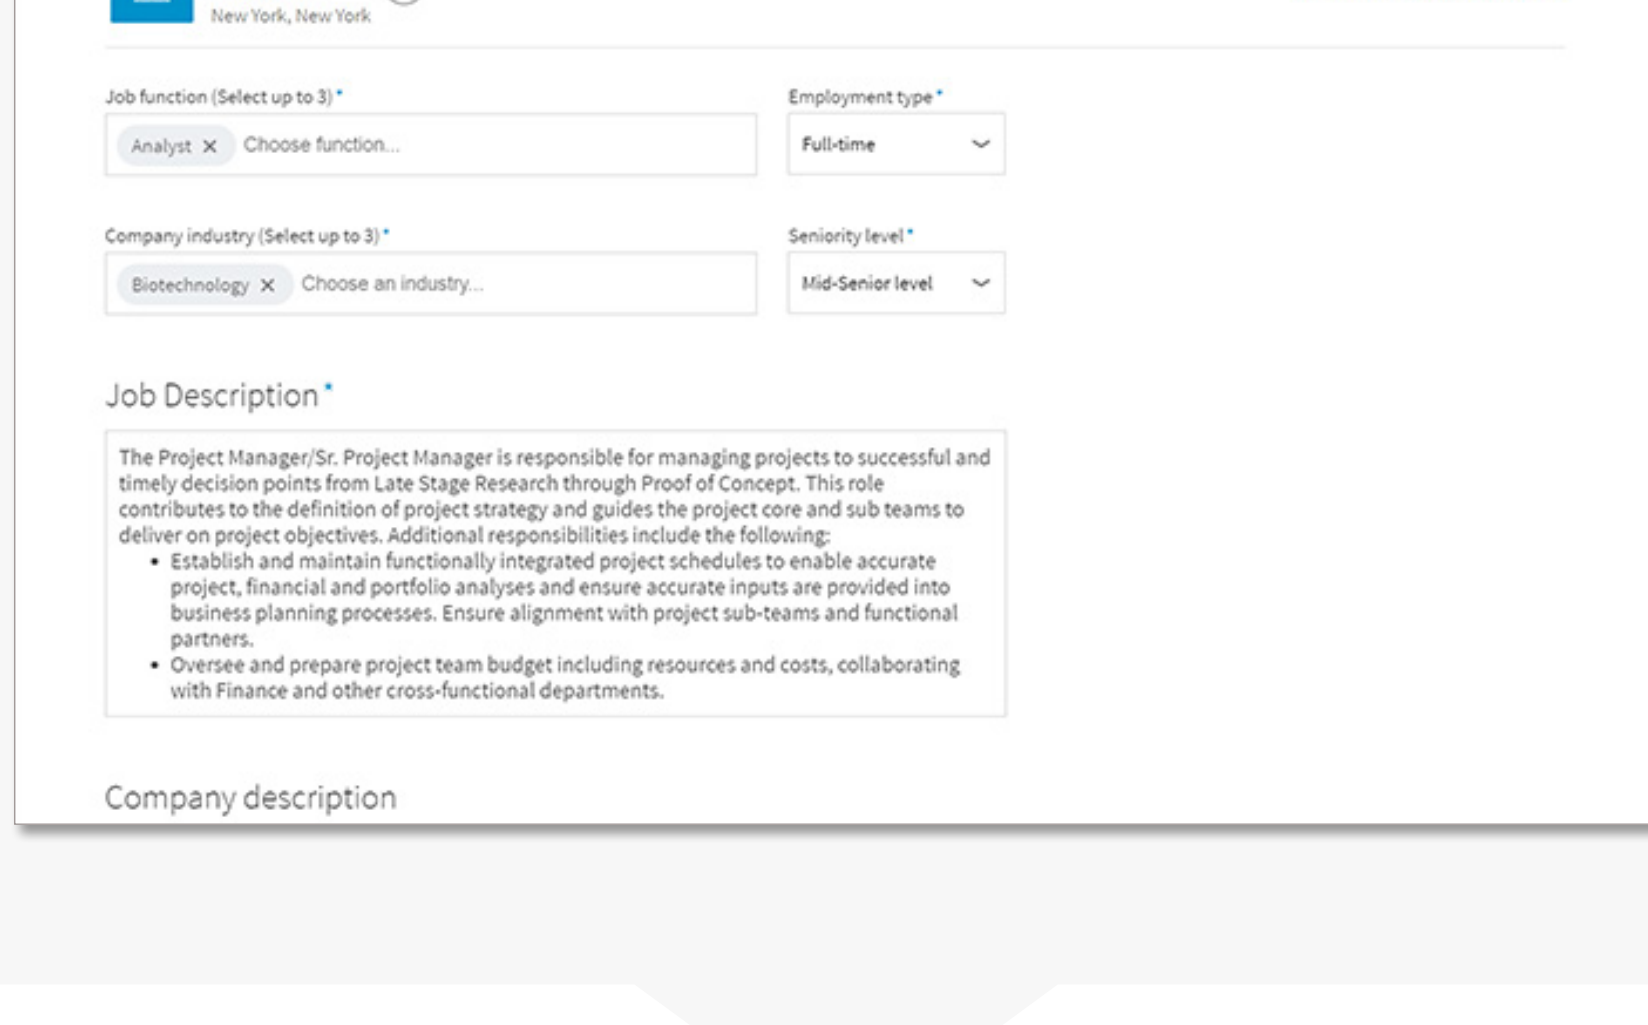 New York, New York
Job function (Select up to 3) *
Employment type *
Analyst × Choose function...
Full-time
Company industry (Select up to 3) *
Seniority level *
Biotechnology × Choose an industry...
Mid-Senior level
Job Description *
The Project Manager/Sr. Project Manager is responsible for managing projects to successful and
timely decision points from Late Stage Research through Proof of Concept. This role
contributes to the definition of project strategy and guides the project core and sub teams to
deliver on project objectives. Additional responsibilities include the following:
• Establish and maintain functionally integrated project schedules to enable accurate
project, financial and portfolio analyses and ensure accurate inputs are provided into
business planning processes. Ensure alignment with project sub-teams and functional
partners.
• Oversee and prepare project team budget including resources and costs, collaborating
with Finance and other cross-functional departments.
Company description